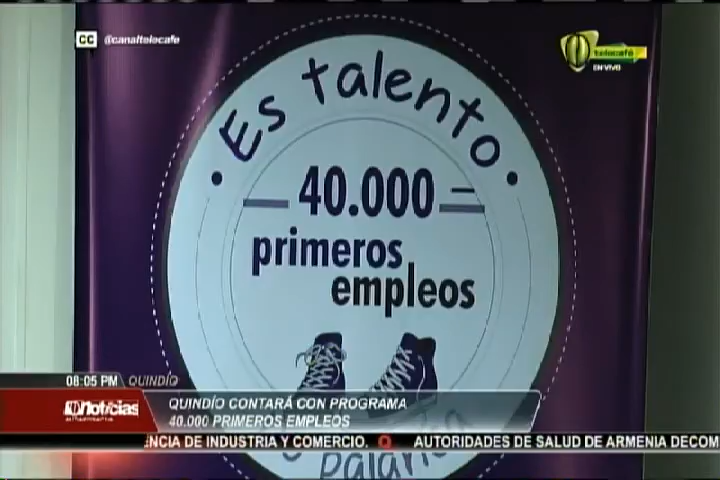 CC @canaltelecafe
telecafé
EN VIVO
Es talento
40.000
primeros
empleos
palanca
08:05 PM QUINDÍO
Noticias
QUINDÍO CONTARÁ CON PROGRAMA
40.000 PRIMEROS EMPLEOS
ENCIA DE INDUSTRIA Y COMERCIO. AUTORIDADES DE SALUD DE ARMENIA DECOM